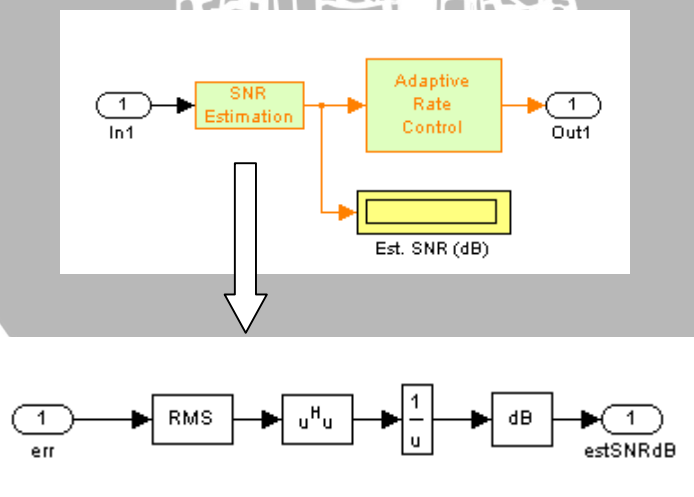 1
In1
SNR
Estimation
Adaptive
Rate
Control
1
Out1
Est. SNR (dB)
1
err
RMS
uᴴu
1
u
dB
1
estSNRdB